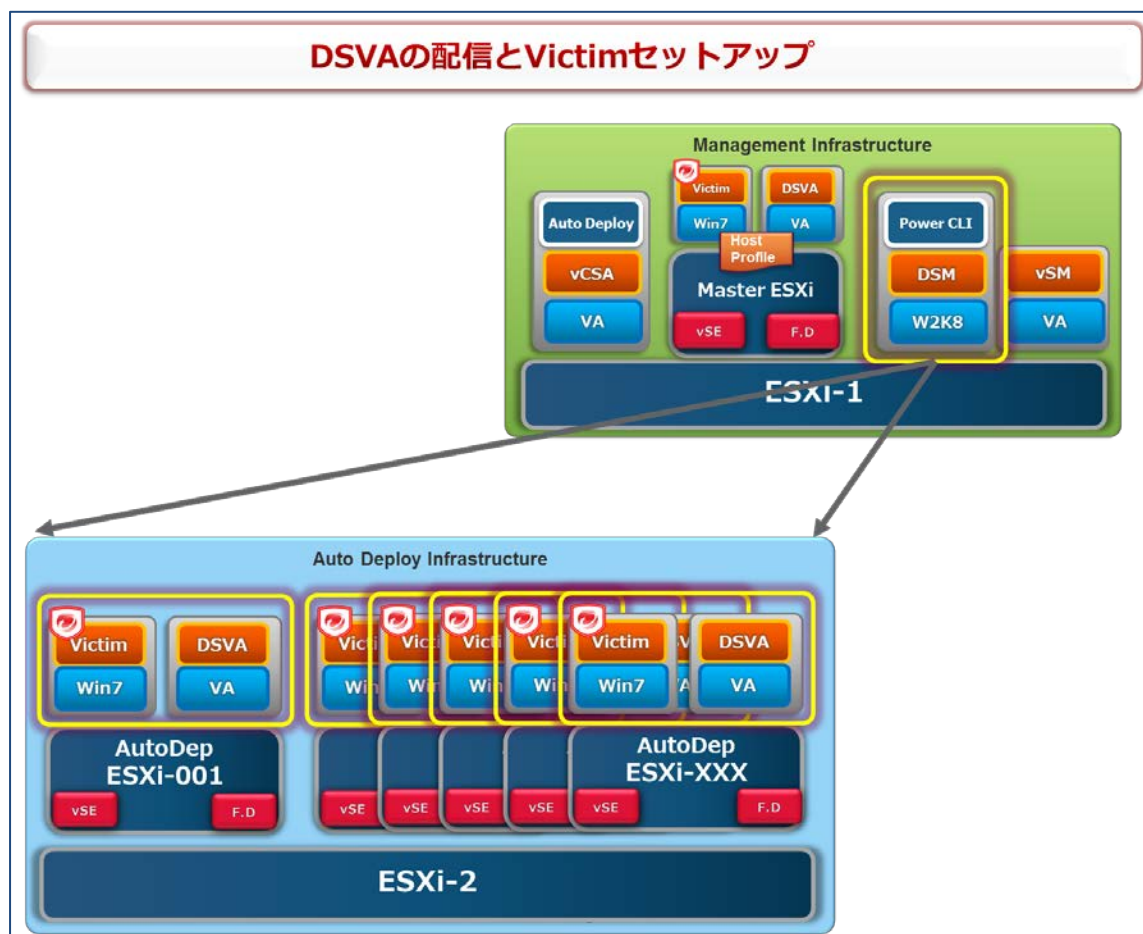 DSVAの配信とVictimセットアップ
Management Infrastructure
Auto Deploy
vCSA
VA
Victim
Win7
DSVA
VA
Host
Profile
Master ESXi
vSE
F.D
Power CLI
DSM
W2K8
vSM
VA
ESXi-1
Auto Deploy Infrastructure
Victim
Win7
DSVA
VA
AutoDep
ESXi-001
vSE
F.D
Victim
Win7
DSVA
VA
AutoDep
ESXi-XXX
vSE
vSE
vSE
vSE
vSE
F.D
ESXi-2